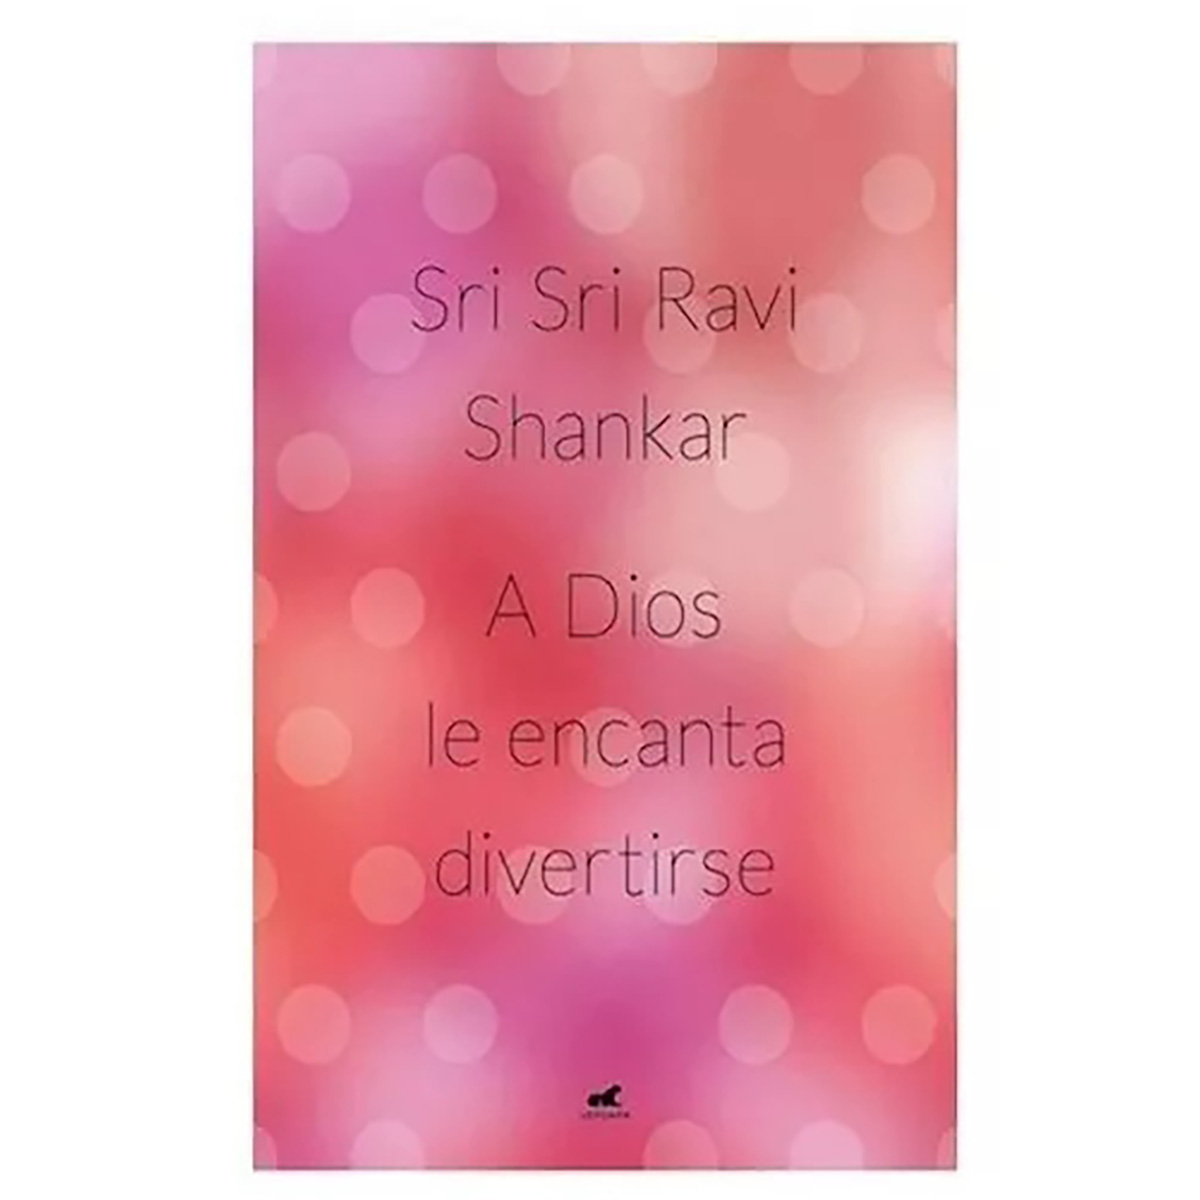 Sri Sri Ravi
Shankar
A Dios
le encanta
divertirse